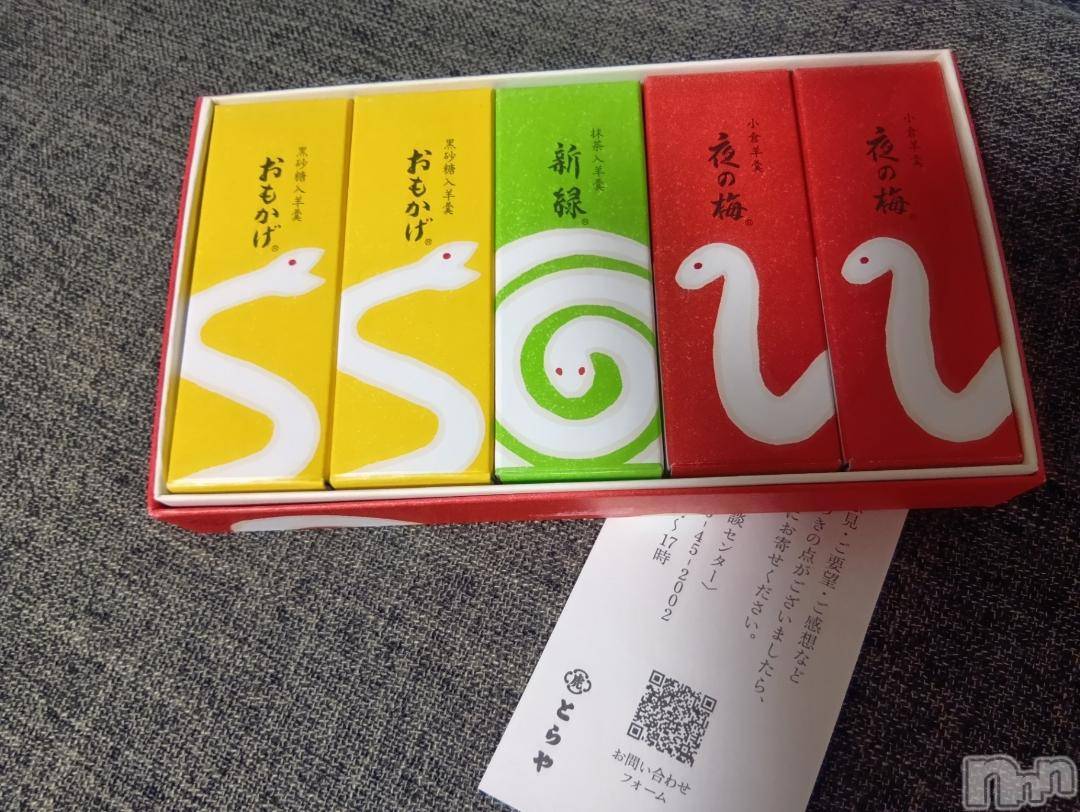 黒砂糖入羊羹
おもかげ®
黒砂糖入羊羹
おもかげ®
抹茶入羊羹
新緑®
小倉羊羹
夜の梅®
小倉羊羹
夜の梅®
見・ご要望・ご感想など
きの点がございましたら、
にお寄せください。
談センター〉
-45-2002
~17時
虎
とらや
お問い合わせ
フォーム